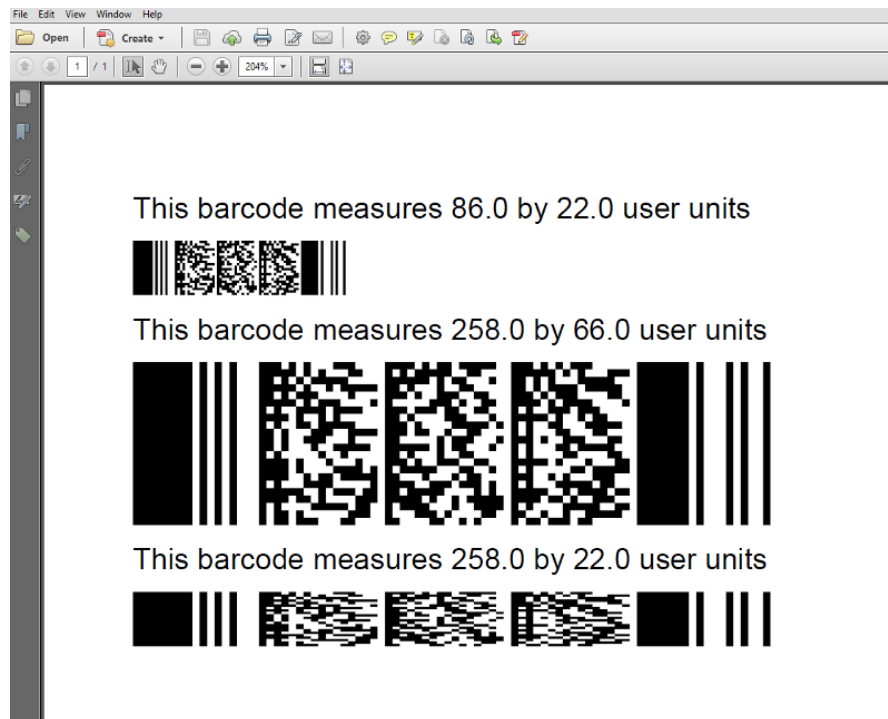 File Edit View Window Help
Open Create
1 / 1 204%
This barcode measures 86.0 by 22.0 user units
This barcode measures 258.0 by 66.0 user units
This barcode measures 258.0 by 22.0 user units